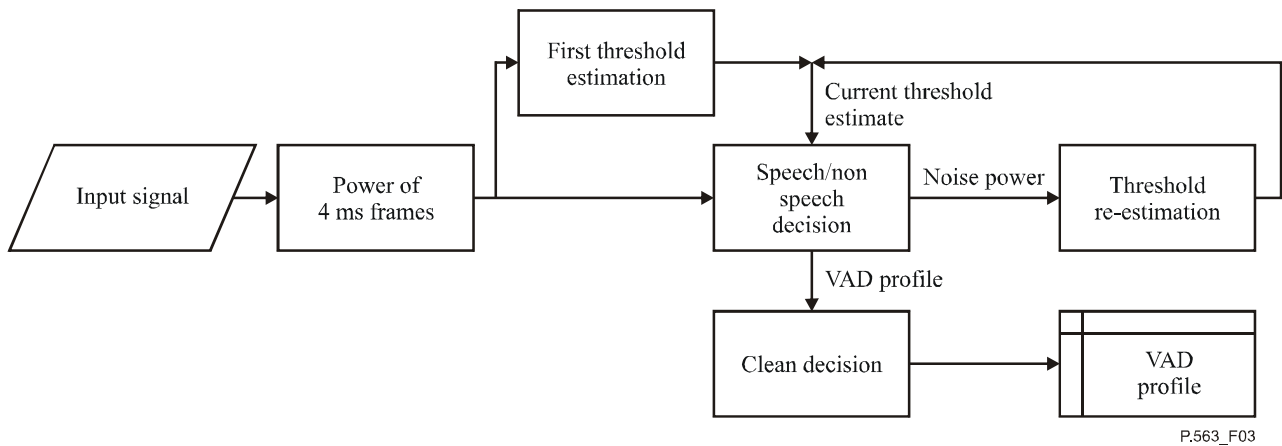 First threshold
estimation
Current threshold
estimate
Input signal
Power of
4 ms frames
Speech/non
speech
decision
Noise power
Threshold
re-estimation
VAD profile
Clean decision
VAD
profile
P.563_F03